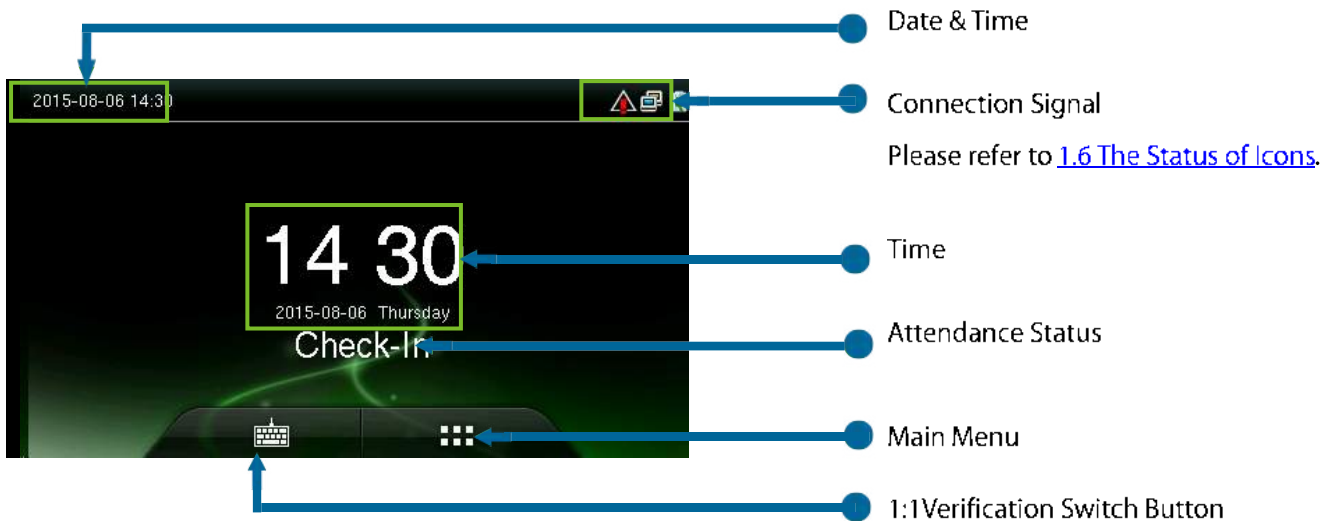 Date & Time
2015-08-06 14:30
Connection Signal
Please refer to 1.6 The Status of Icons.
14 30
2015-08-06 Thursday
Time
Check-In
Attendance Status
Main Menu
1:1Verification Switch Button